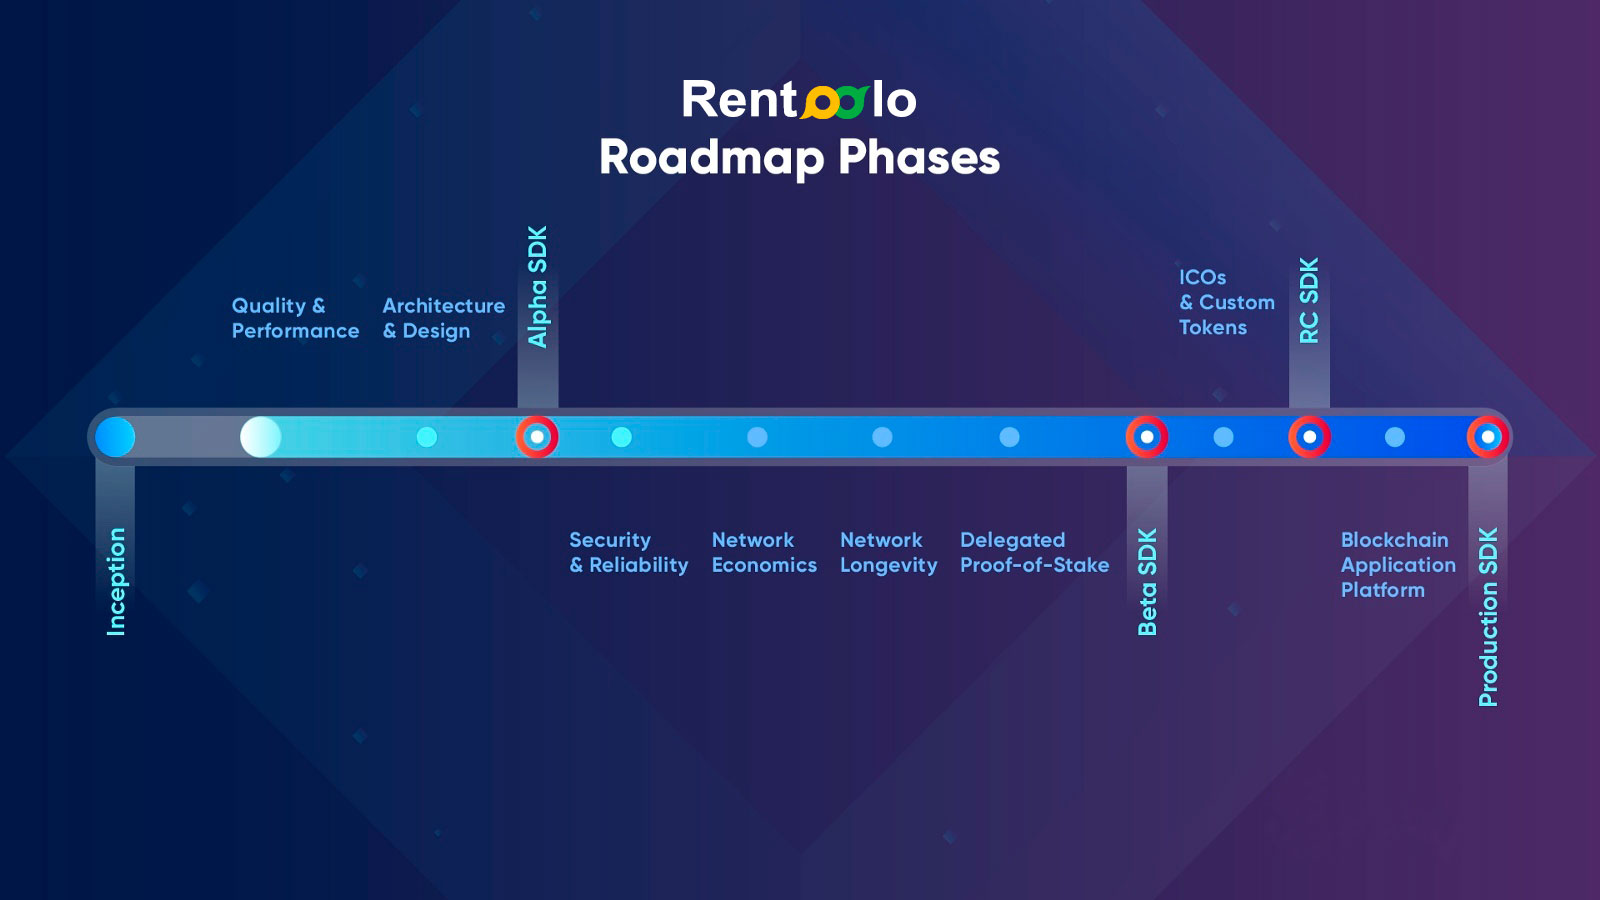 Rentoolo
Roadmap Phases
Inception
Quality &
Performance
Architecture
& Design
Alpha SDK
Security
& Reliability
Network
Economics
Network
Longevity
Delegated
Proof-of-Stake
Beta SDK
ICOs
& Custom
Tokens
RC SDK
Blockchain
Application
Platform
Production SDK